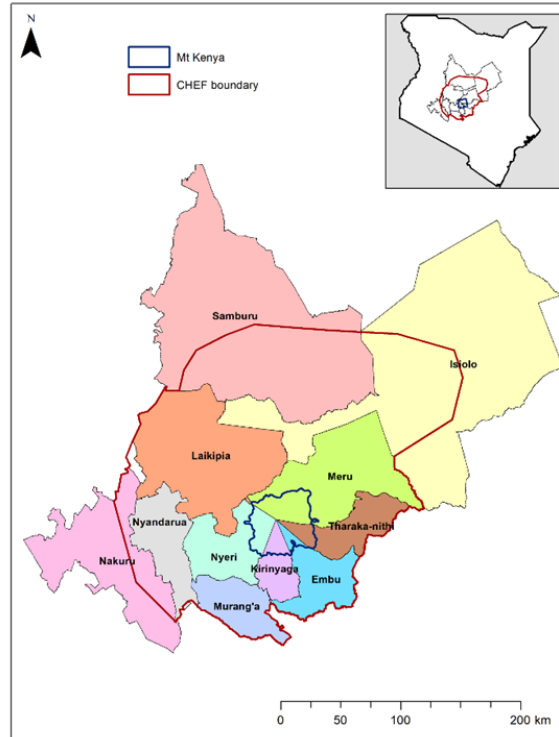 N
Mt Kenya
CHEF boundary
Samburu
Isiolo
Laikipia
Meru
Nyandarua
Tharaka-nithi
Nakuru
Nyeri
Kirinyaga
Embu
Murang'a
0 50 100 200 km